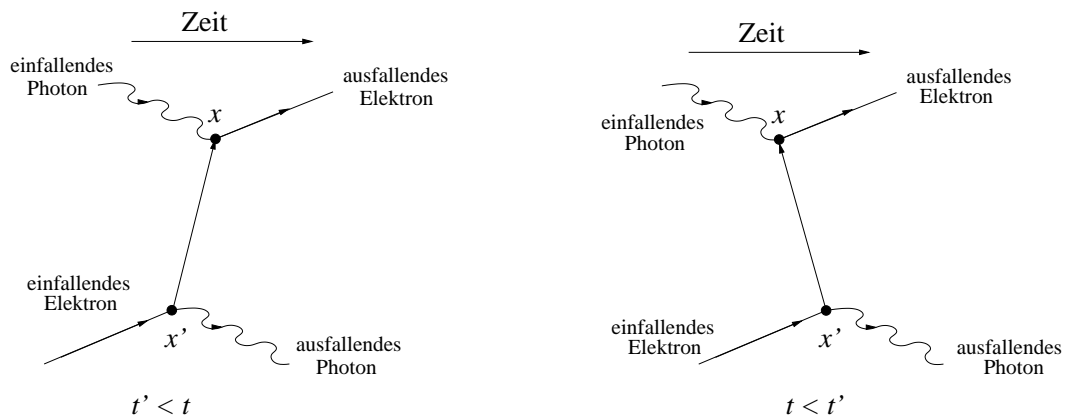 Zeit
einfallendes
Photon
ausfallendes
Elektron
x
einfallendes
Elektron
x'
ausfallendes
Photon
t' < t
Zeit
ausfallendes
Elektron
x
einfallendes
Photon
einfallendes
Elektron
x'
ausfallendes
Photon
t < t'